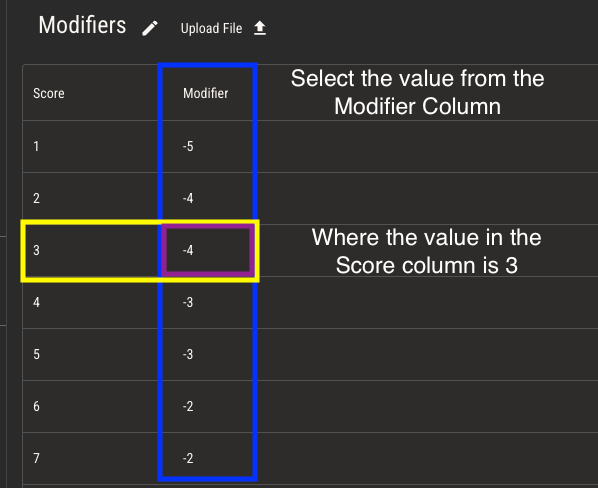 Modifiers Upload File
Select the value from the
Modifier Column
Score Modifier
1 -5
2 -4
3 -4
Where the value in the
Score column is 3
4 -3
5 -3
6 -2
7 -2